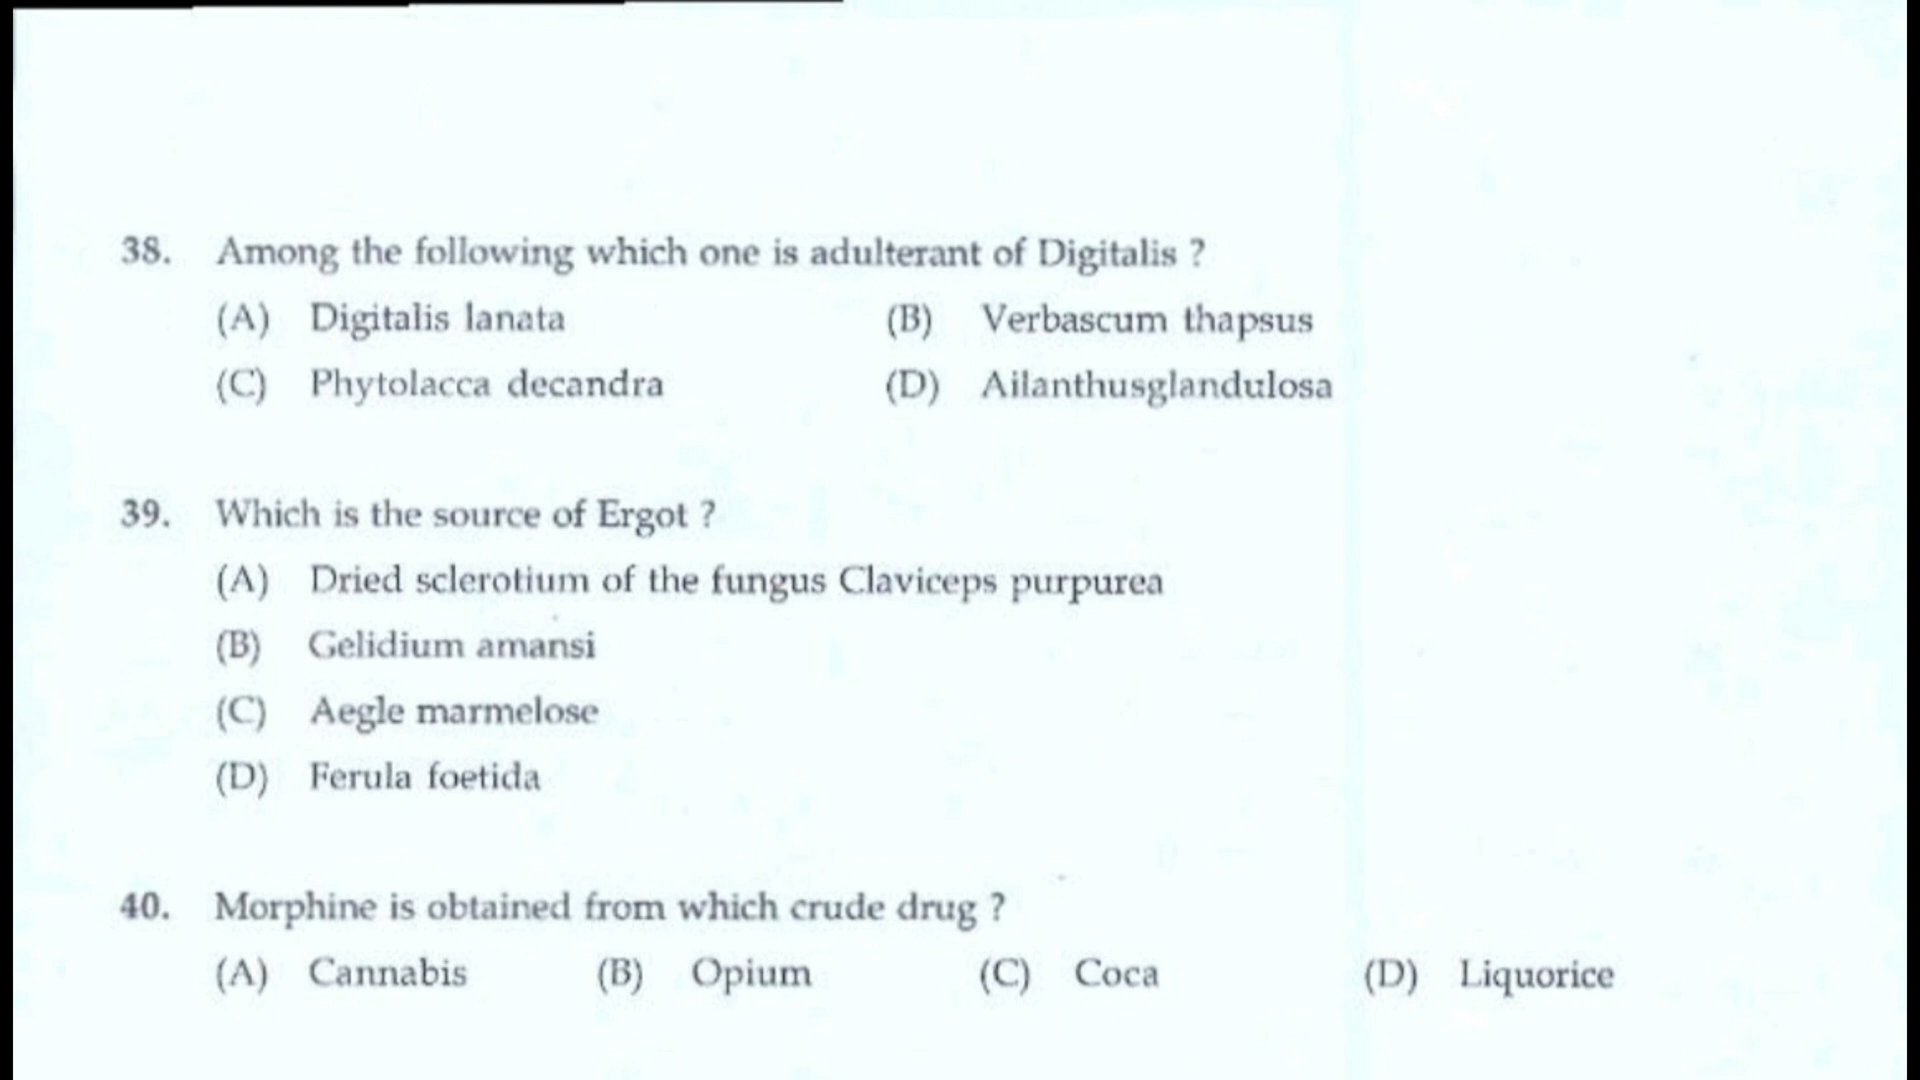 38. Among the following which one is adulterant of Digitalis ?
(A) Digitalis lanata (B) Verbascum thapsus
(C) Phytolacca decandra (D) Ailanthusglandulosa
39. Which is the source of Ergot ?
(A) Dried sclerotium of the fungus Claviceps purpurea
(B) Gelidium amansi
(C) Aegle marmelose
(D) Ferula foetida
40. Morphine is obtained from which crude drug ?
(A) Cannabis (B) Opium (C) Coca (D) Liquorice